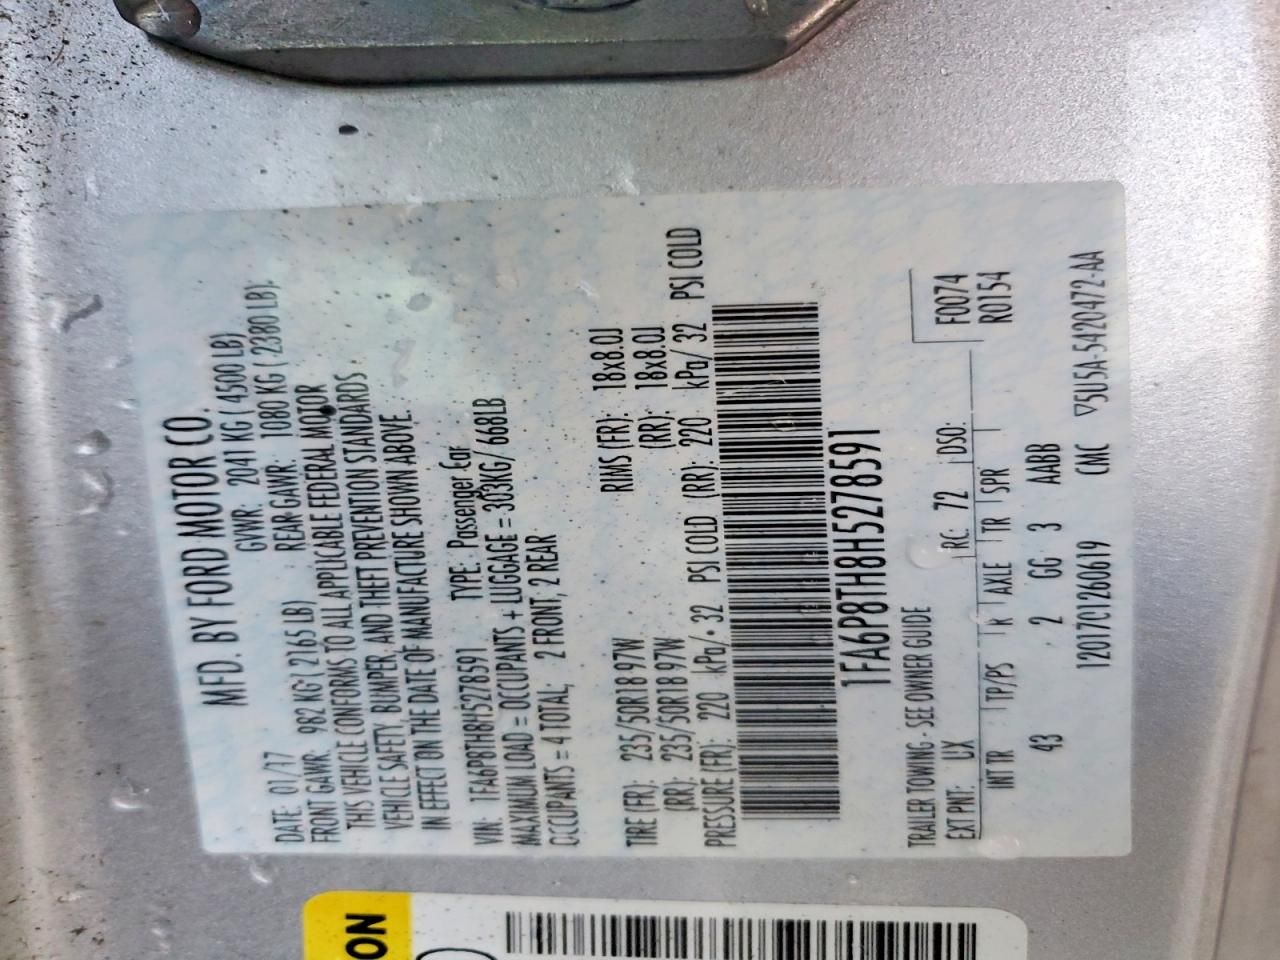 MFD. BY FORD MOTOR CO.
DATE: 01/17 GVWR: 2041 KG ( 4500 LB)
FRONT GAWR: 982 KG ( 2165 LB) REAR GAWR: 1080 KG ( 2380 LB).
THIS VEHICLE CONFORMS TO ALL APPLICABLE FEDERAL MOTOR
VEHICLE SAFETY, BUMPER, AND THEFT PREVENTION STANDARDS
IN EFFECT ON THE DATE OF MANUFACTURE SHOWN ABOVE.
VIN: 1FA6P8TH8H5278591 TYPE: Passenger Car
MAXIMUM LOAD = OCCUPANTS + LUGGAGE = 303KG/668LB
OCCUPANTS = 4 TOTAL, 2 FRONT, 2 REAR
TIRE (FR): 235/50R18 97W RIMS (FR): 18x8.0J
(RR): 235/50R18 97W (RR): 18x8.0J
PRESSURE (FR): 220 kPa/ 32 PSI COLD (RR): 220 kPa/ 32 PSI COLD
1FA6P8TH8H5278591
TRAILER TOWING - SEE OWNER GUIDE
F0074
EXT PNT: UX RC: 72 DSO: R0154
INT TR TP/PS R AXLE TR SPR
43 2 GG 3 AABB
12017C1260619 CMC ▽5U5A-5420472-AA
ON